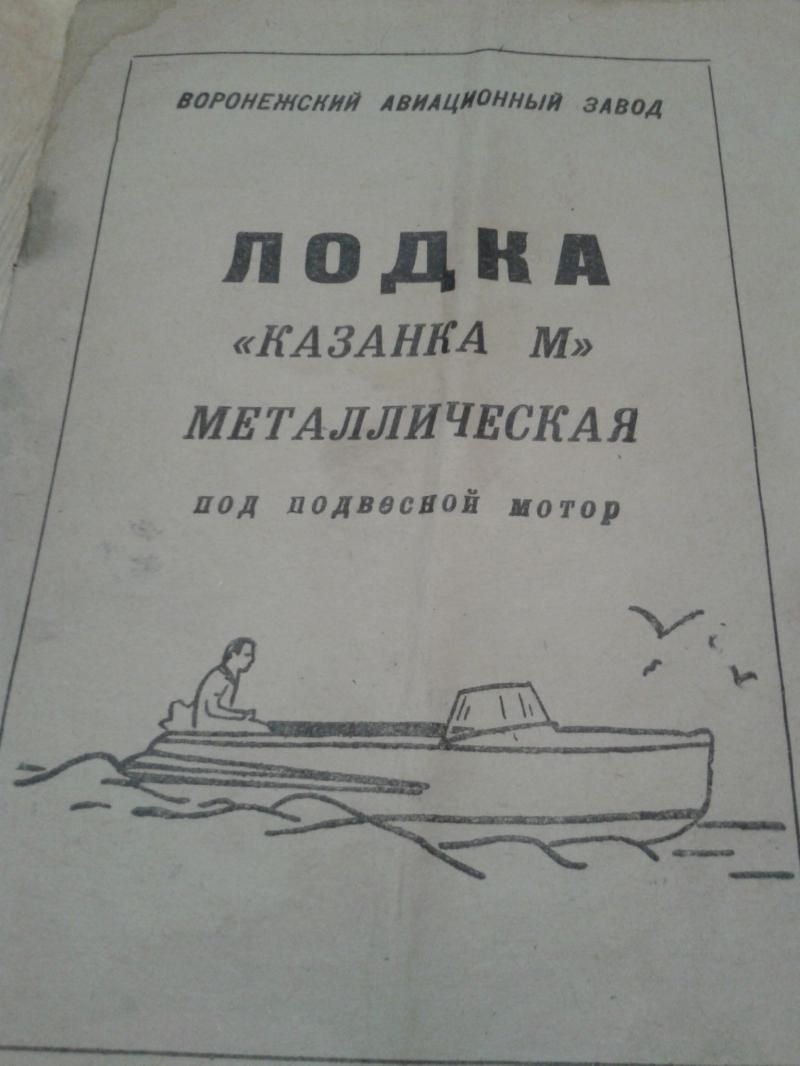 ВОРОНЕЖСКИЙ АВИАЦИОННЫЙ ЗАВОД
ЛОДКА
«КАЗАНКА М»
МЕТАЛЛИЧЕСКАЯ
под подвесной мотор